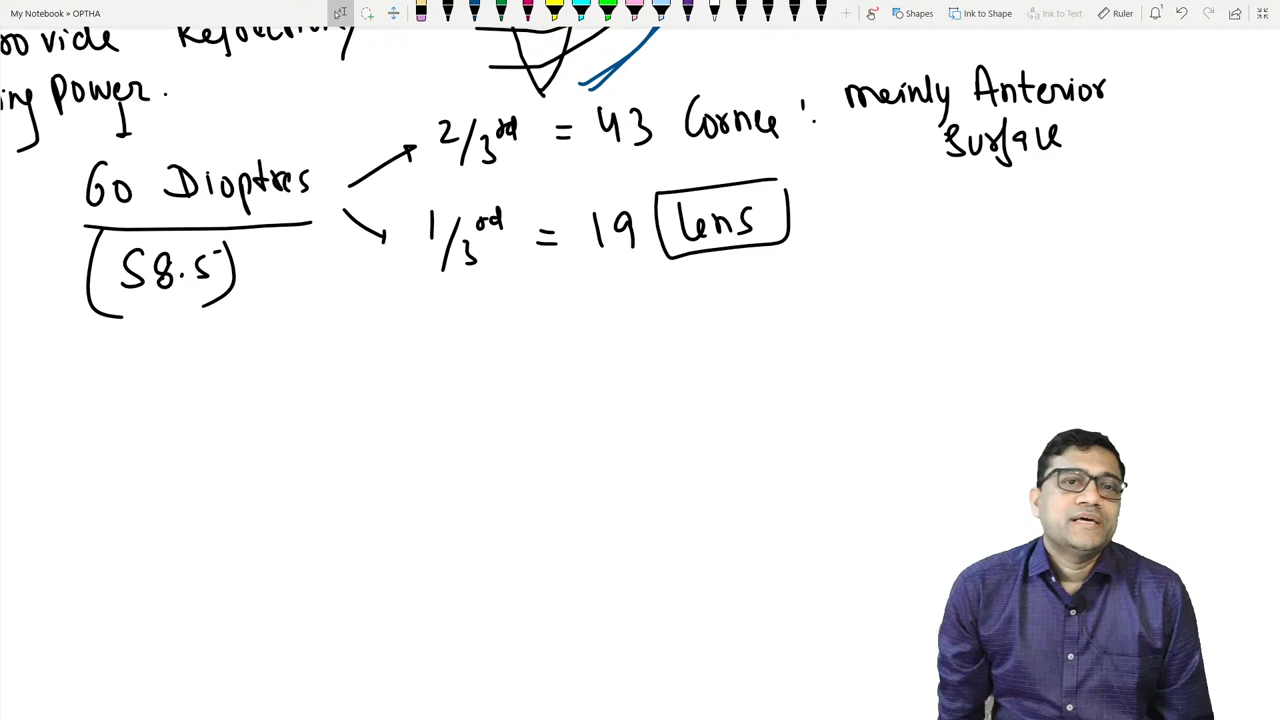 My Notebook » OPTHA
Shapes
Ink to Shape
Ink to Text
Ruler
ing Power.
60 Dioptres
(58.5)
2/3rd = 43 Cornea : mainly Anterior
Surface
1/3rd = 19 lens